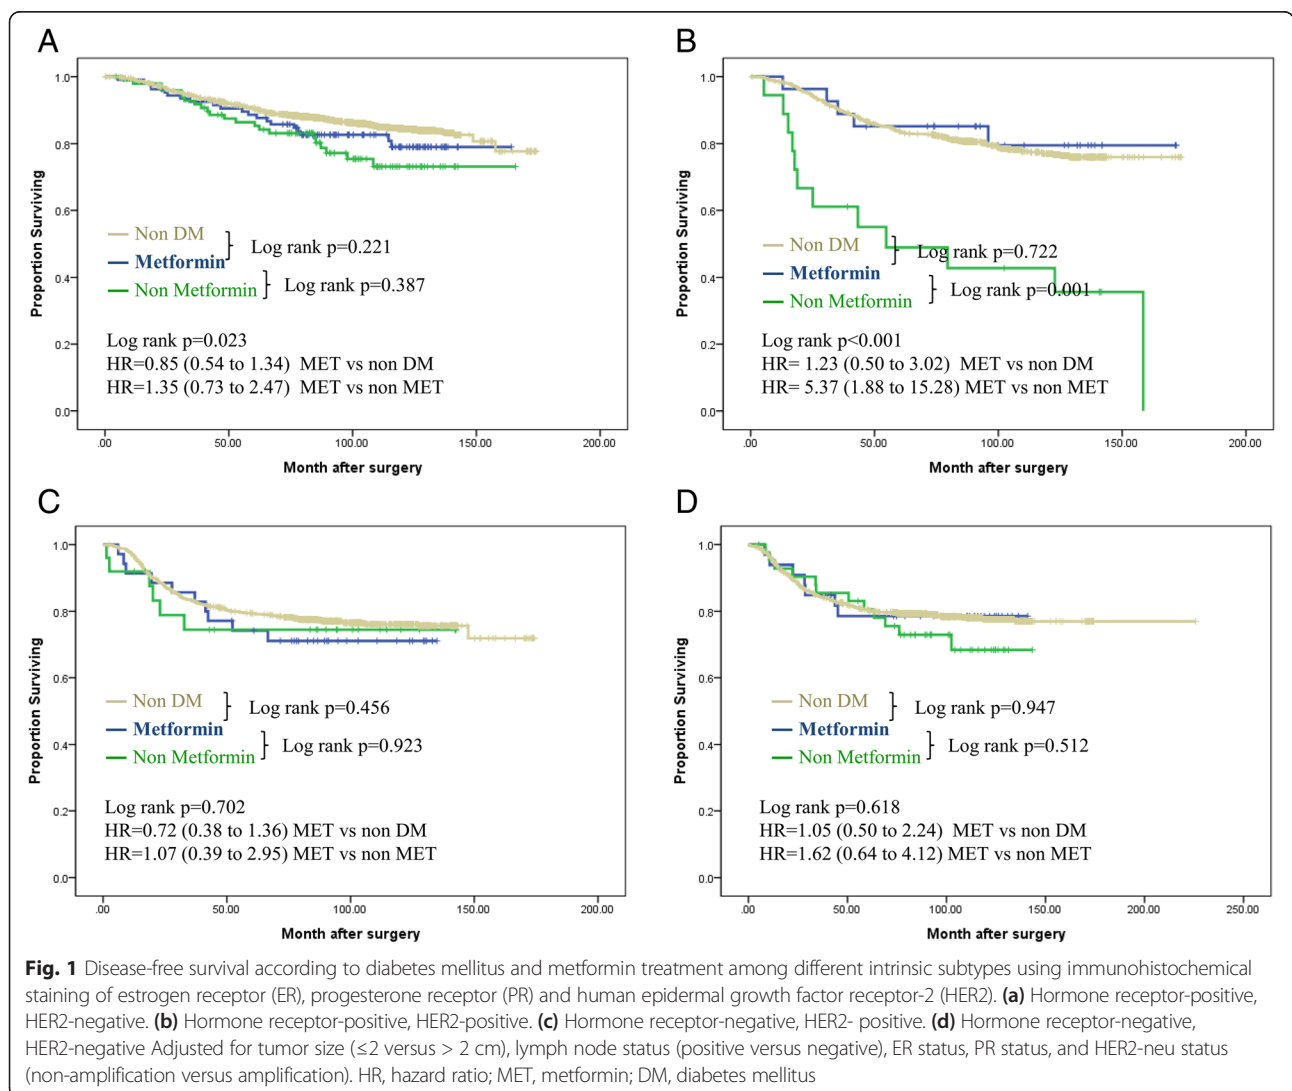 A
1.0
0.8
0.6
0.4
0.2
0.0
Proportion Surviving
Non DM
Metformin
Non Metformin
Log rank p=0.221
Log rank p=0.387
Log rank p=0.023
HR=0.85 (0.54 to 1.34) MET vs non DM
HR=1.35 (0.73 to 2.47) MET vs non MET
.00 50.00 100.00 150.00 200.00
Month after surgery
B
1.0
0.8
0.6
0.4
0.2
0.0
Proportion Surviving
Non DM
Metformin
Non Metformin
Log rank p=0.722
Log rank p=0.001
Log rank p<0.001
HR= 1.23 (0.50 to 3.02) MET vs non DM
HR= 5.37 (1.88 to 15.28) MET vs non MET
.00 50.00 100.00 150.00 200.00
Month after surgery
C
1.0
0.8
0.6
0.4
0.2
0.0
Proportion Surviving
Non DM
Metformin
Non Metformin
Log rank p=0.456
Log rank p=0.923
Log rank p=0.702
HR=0.72 (0.38 to 1.36) MET vs non DM
HR=1.07 (0.39 to 2.95) MET vs non MET
.00 50.00 100.00 150.00 200.00
Month after surgery
D
1.0
0.8
0.6
0.4
0.2
0.0
Proportion Surviving
Non DM
Metformin
Non Metformin
Log rank p=0.947
Log rank p=0.512
Log rank p=0.618
HR=1.05 (0.50 to 2.24) MET vs non DM
HR=1.62 (0.64 to 4.12) MET vs non MET
.00 50.00 100.00 150.00 200.00 250.00
Month after surgery
Fig. 1 Disease-free survival according to diabetes mellitus and metformin treatment among different intrinsic subtypes using immunohistochemical
staining of estrogen receptor (ER), progesterone receptor (PR) and human epidermal growth factor receptor-2 (HER2). (a) Hormone receptor-positive,
HER2-negative. (b) Hormone receptor-positive, HER2-positive. (c) Hormone receptor-negative, HER2- positive. (d) Hormone receptor-negative,
HER2-negative Adjusted for tumor size (≤2 versus > 2 cm), lymph node status (positive versus negative), ER status, PR status, and HER2-neu status
(non-amplification versus amplification). HR, hazard ratio; MET, metformin; DM, diabetes mellitus